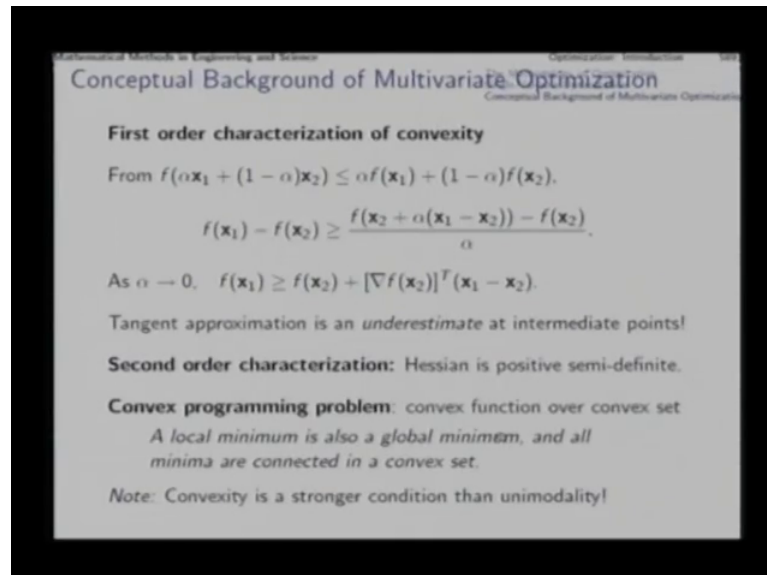 Mathematical Methods in Engineering and Science Optimization: Introduction
Conceptual Background of Multivariate Optimization
Conceptual Background of Multivariate Optimizatio
First order characterization of convexity
From f(αx₁ + (1 − α)x₂) ≤ αf(x₁) + (1 − α)f(x₂),
f(x₁) − f(x₂) ≥ \frac{f(x₂ + α(x₁ − x₂)) − f(x₂)}{α}.
As α → 0, f(x₁) ≥ f(x₂) + [∇f(x₂)]ᵀ(x₁ − x₂).
Tangent approximation is an underestimate at intermediate points!
Second order characterization: Hessian is positive semi-definite.
Convex programming problem: convex function over convex set
A local minimum is also a global minimum, and all
minima are connected in a convex set.
Note: Convexity is a stronger condition than unimodality!